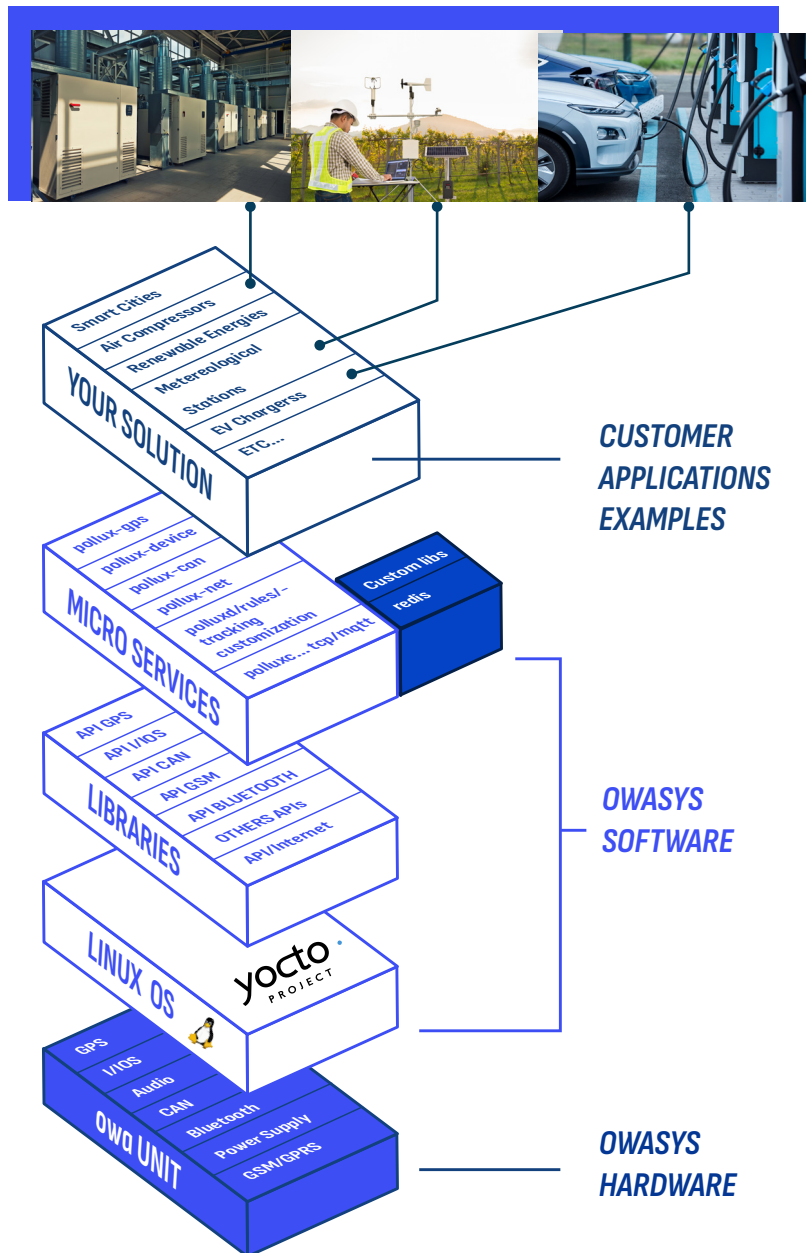 Smart Cities
Air Compressors
Renewable Energies
Metereological
Stations
EV Chargerss
ETC...
YOUR SOLUTION
CUSTOMER
APPLICATIONS
EXAMPLES
pollux-gps
pollux-device
pollux-can
pollux-net
polluxd/rules/-
tracking
customization
polluxc... tcp/mqtt
MICRO SERVICES
Custom libs
redis
API GPS
API I/IOS
API CAN
API GSM
API BLUETOOTH
OTHERS APIs
API/Internet
LIBRARIES
OWASYS
SOFTWARE
yocto
PROJECT
LINUX OS
GPS
I/IOS
Audio
CAN
Bluetooth
Power Supply
GSM/GPRS
owa UNIT
OWASYS
HARDWARE